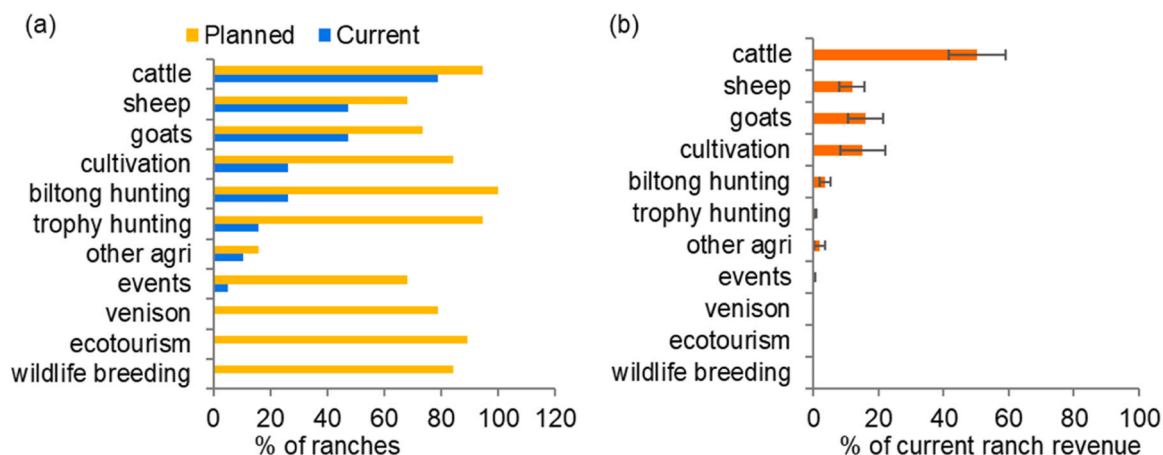 (a)
Planned Current
cattle
sheep
goats
cultivation
biltong hunting
trophy hunting
other agri
events
venison
ecotourism
wildlife breeding
0 20 40 60 80 100 120
% of ranches
(b)
cattle
sheep
goats
cultivation
biltong hunting
trophy hunting
other agri
events
venison
ecotourism
wildlife breeding
0 20 40 60 80 100
% of current ranch revenue